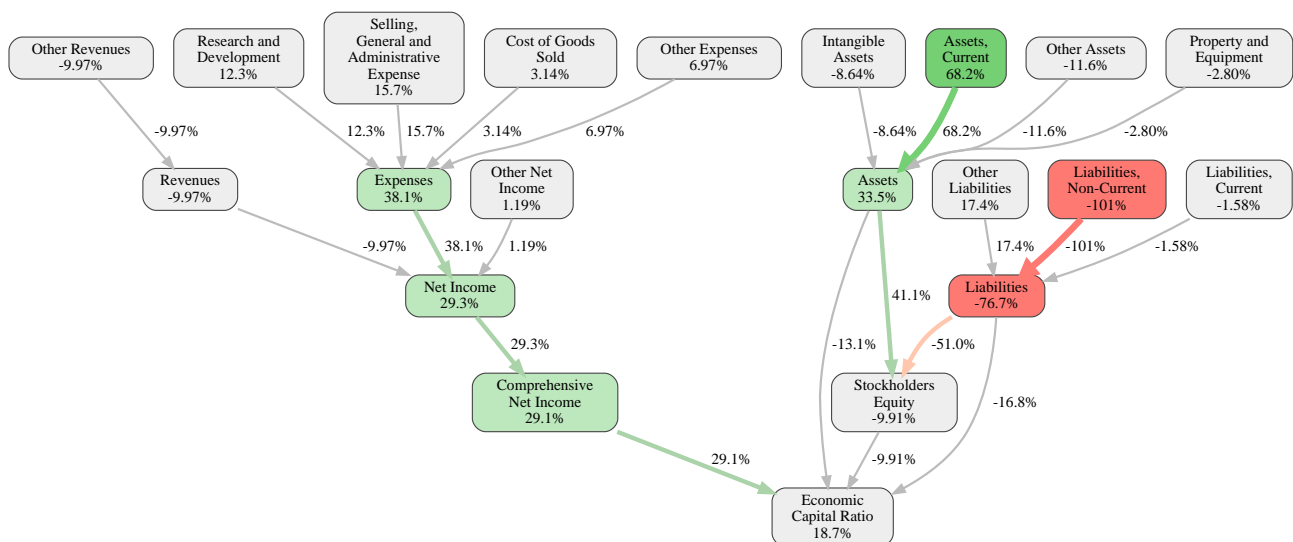 Other Revenues
-9.97%
Research and
Development
12.3%
Selling,
General and
Administrative
Expense
15.7%
Cost of Goods
Sold
3.14%
Other Expenses
6.97%
Intangible
Assets
-8.64%
Assets,
Current
68.2%
Other Assets
-11.6%
Property and
Equipment
-2.80%
-9.97%
12.3%
15.7%
3.14%
6.97%
-8.64%
68.2%
-11.6%
-2.80%
Revenues
-9.97%
Expenses
38.1%
Other Net
Income
1.19%
Assets
33.5%
Other
Liabilities
17.4%
Liabilities,
Non-Current
-101%
Liabilities,
Current
-1.58%
-9.97%
38.1%
1.19%
17.4%
-101%
-1.58%
Net Income
29.3%
41.1%
Liabilities
-76.7%
29.3%
-13.1%
-51.0%
Comprehensive
Net Income
29.1%
Stockholders
Equity
-9.91%
-16.8%
29.1%
-9.91%
Economic
Capital Ratio
18.7%